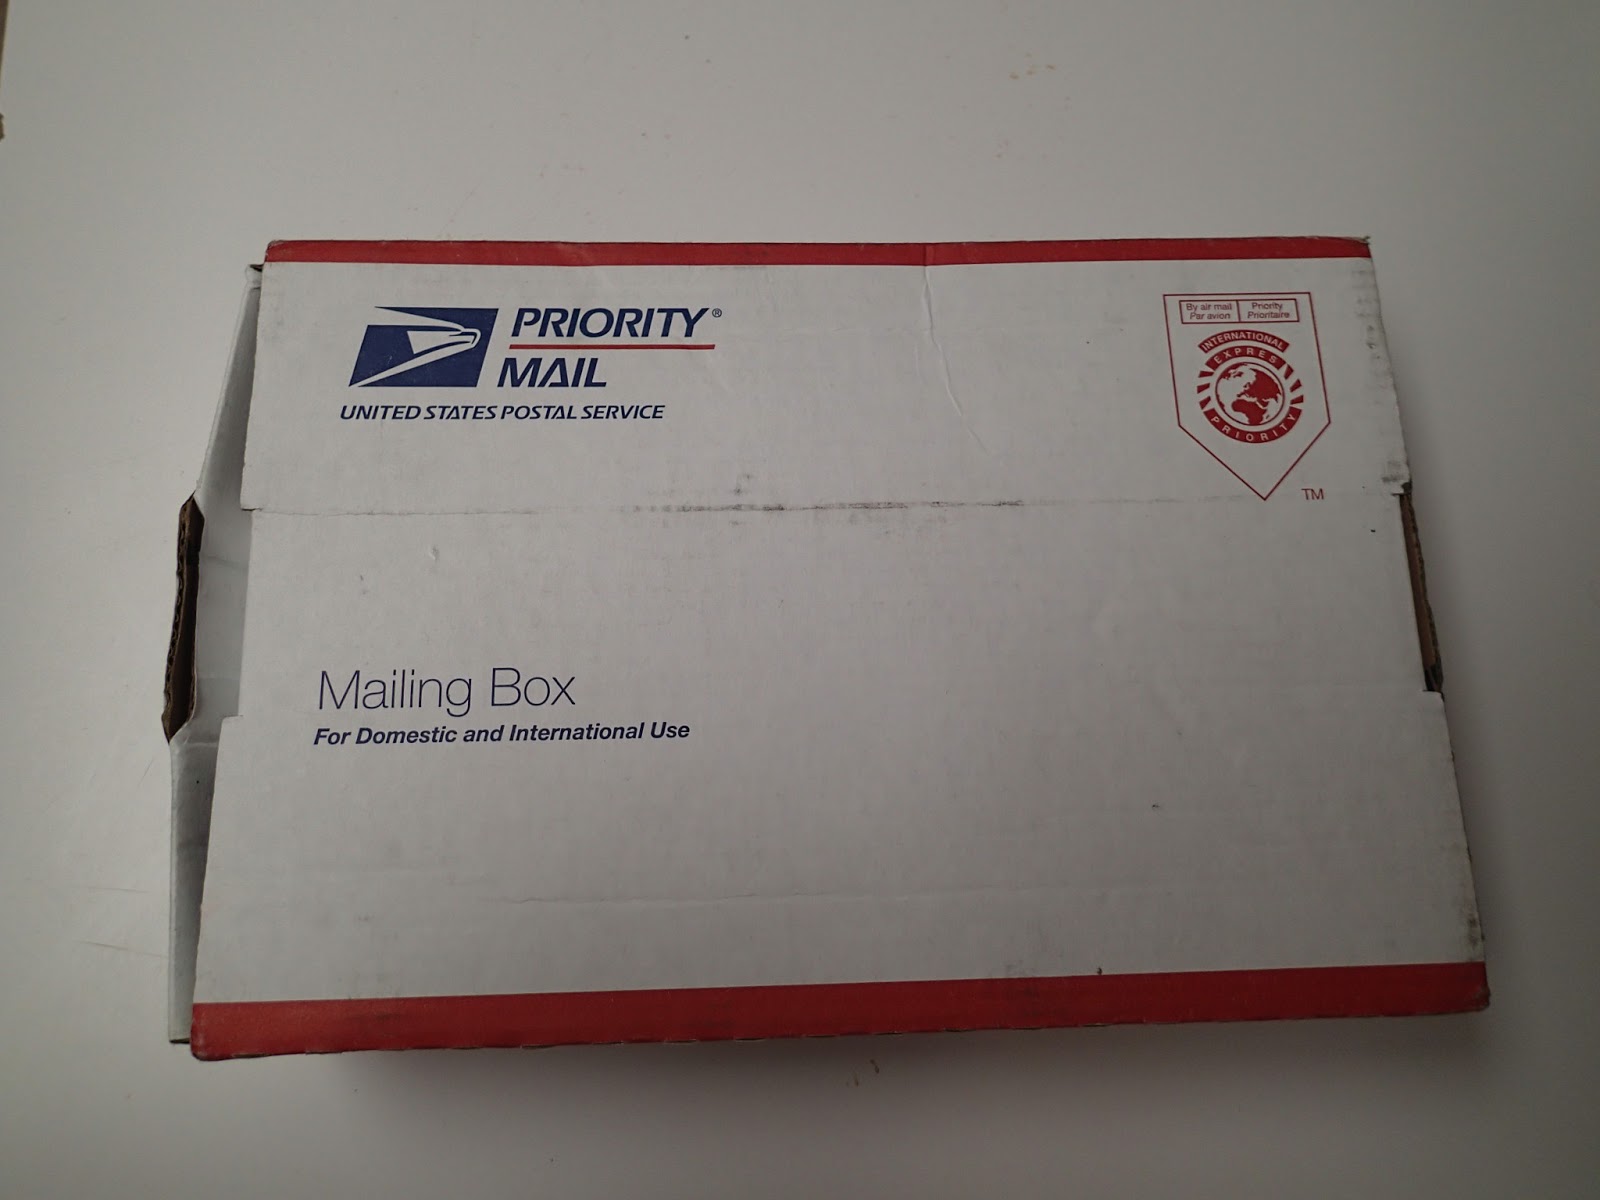 PRIORITY®
MAIL
UNITED STATES POSTAL SERVICE
By air mail
Par avion
Priority
Prioritaire
INTERNATIONAL
EXPRES
PRIORITY
TM
Mailing Box
For Domestic and International Use